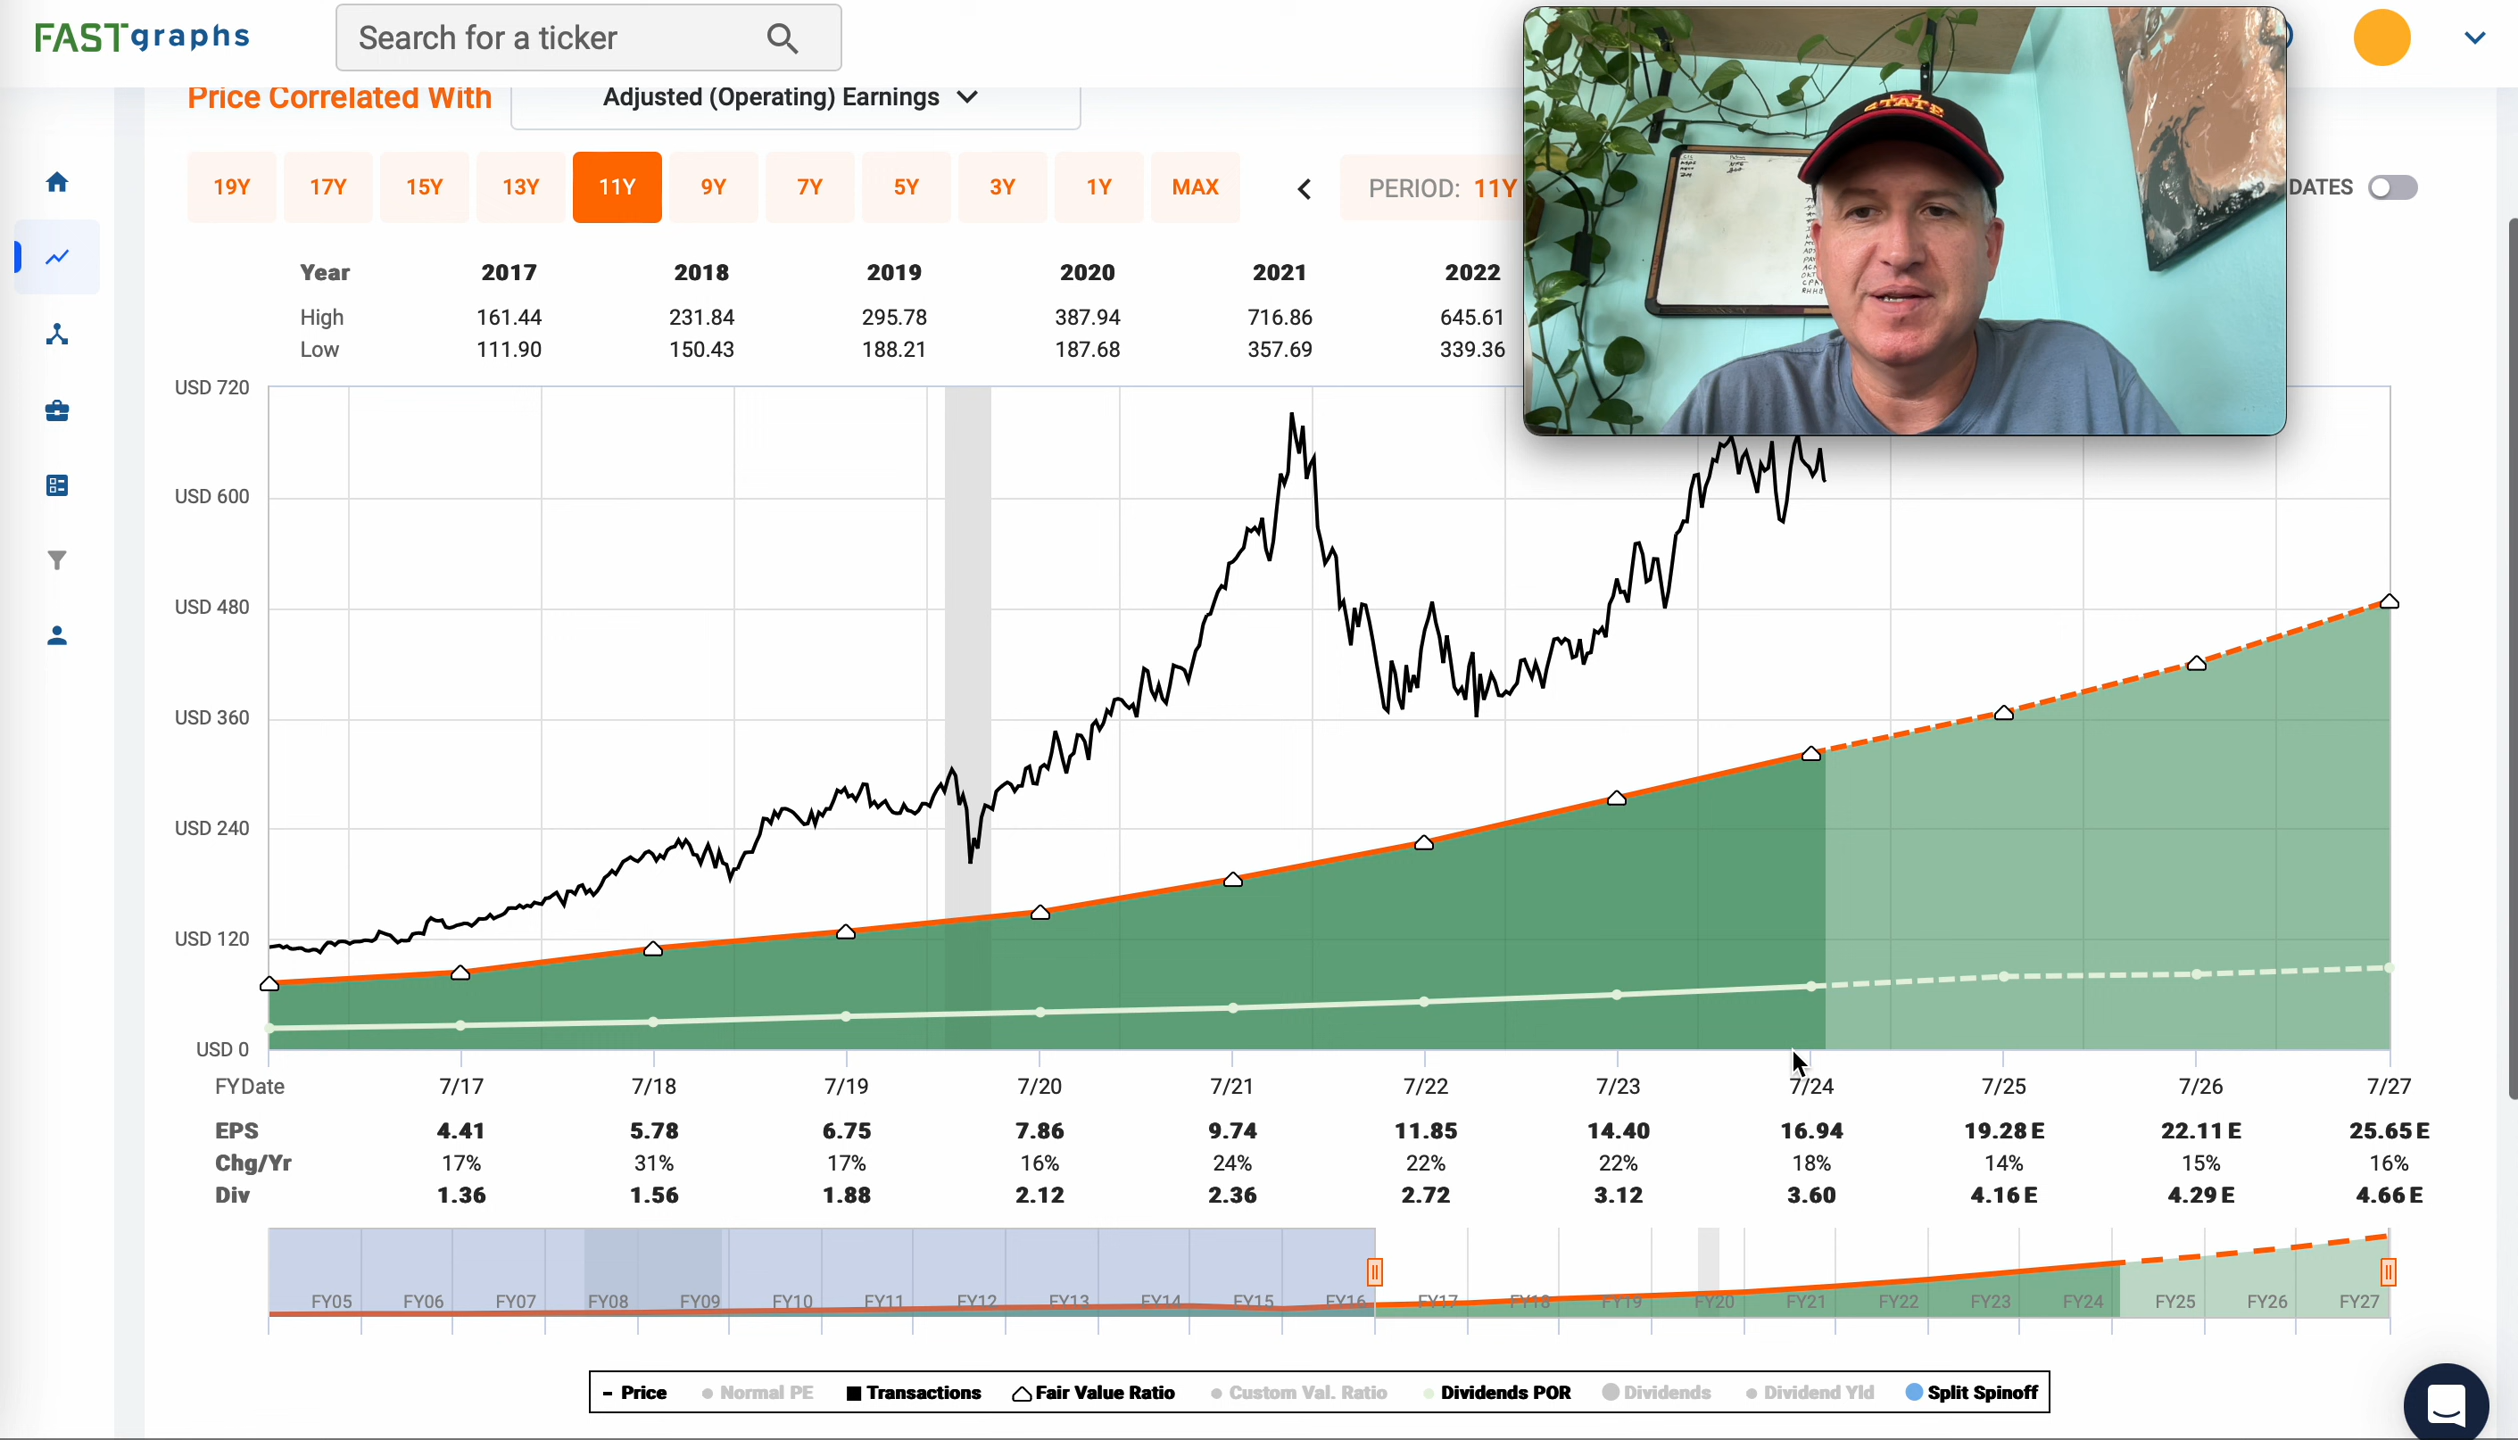 FAST graphs
Search for a ticker
Price Correlated With
Adjusted (Operating) Earnings
19Y 17Y 15Y 13Y 11Y 9Y 7Y 5Y 3Y 1Y MAX
PERIOD: 11Y
DATES
STATE
Year 2017 2018 2019 2020 2021 2022
High 161.44 231.84 295.78 387.94 716.86 645.61
Low 111.90 150.43 188.21 187.68 357.69 339.36
USD 720
USD 600
USD 480
USD 360
USD 240
USD 120
USD 0
FYDate 7/17 7/18 7/19 7/20 7/21 7/22 7/23 7/24 7/25 7/26 7/27
EPS 4.41 5.78 6.75 7.86 9.74 11.85 14.40 16.94 19.28E 22.11E 25.65E
Chg/Yr 17% 31% 17% 16% 24% 22% 22% 18% 14% 15% 16%
Div 1.36 1.56 1.88 2.12 2.36 2.72 3.12 3.60 4.16E 4.29E 4.66E
FY05 FY06 FY07 FY08 FY09 FY10 FY11 FY12 FY13 FY14 FY15 FY16 FY17 FY18 FY19 FY20 FY21 FY22 FY23 FY24 FY25 FY26 FY27
Price Normal PE Transactions Fair Value Ratio Custom Val. Ratio Dividends POR Dividends Dividend Yld Split Spinoff